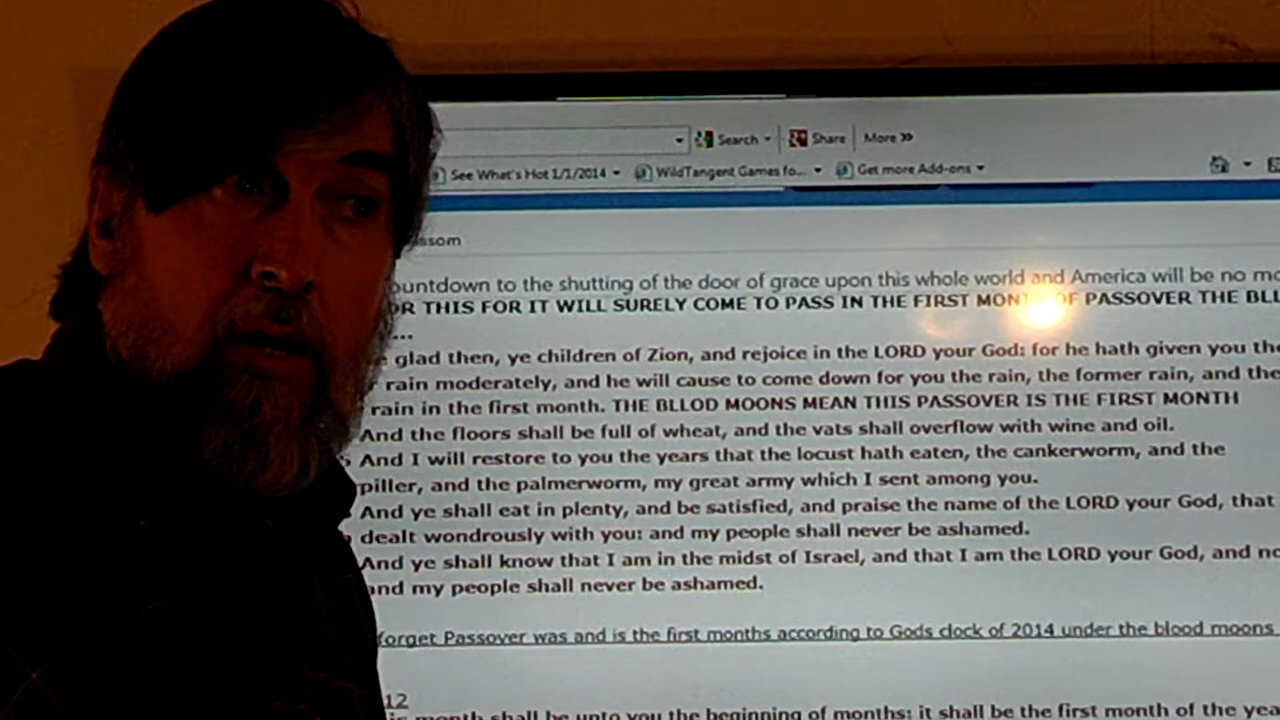 Search Share More »
See What's Hot 1/1/2014 WildTangent Games fo... Get more Add-ons
ssom
ountdown to the shutting of the door of grace upon this whole world and America will be no mo
OR THIS FOR IT WILL SURELY COME TO PASS IN THE FIRST MON OF PASSOVER THE BLL
...
glad then, ye children of Zion, and rejoice in the LORD your God: for he hath given you the
rain moderately, and he will cause to come down for you the rain, the former rain, and the
rain in the first month. THE BLLOD MOONS MEAN THIS PASSOVER IS THE FIRST MONTH
And the floors shall be full of wheat, and the vats shall overflow with wine and oil.
And I will restore to you the years that the locust hath eaten, the cankerworm, and the
piller, and the palmerworm, my great army which I sent among you.
And ye shall eat in plenty, and be satisfied, and praise the name of the LORD your God, that
dealt wondrously with you: and my people shall never be ashamed.
And ye shall know that I am in the midst of Israel, and that I am the LORD your God, and no
and my people shall never be ashamed.
forget Passover was and is the first months according to Gods clock of 2014 under the blood moons
12
month shall be unto you the beginning of months: it shall be the first month of the yea